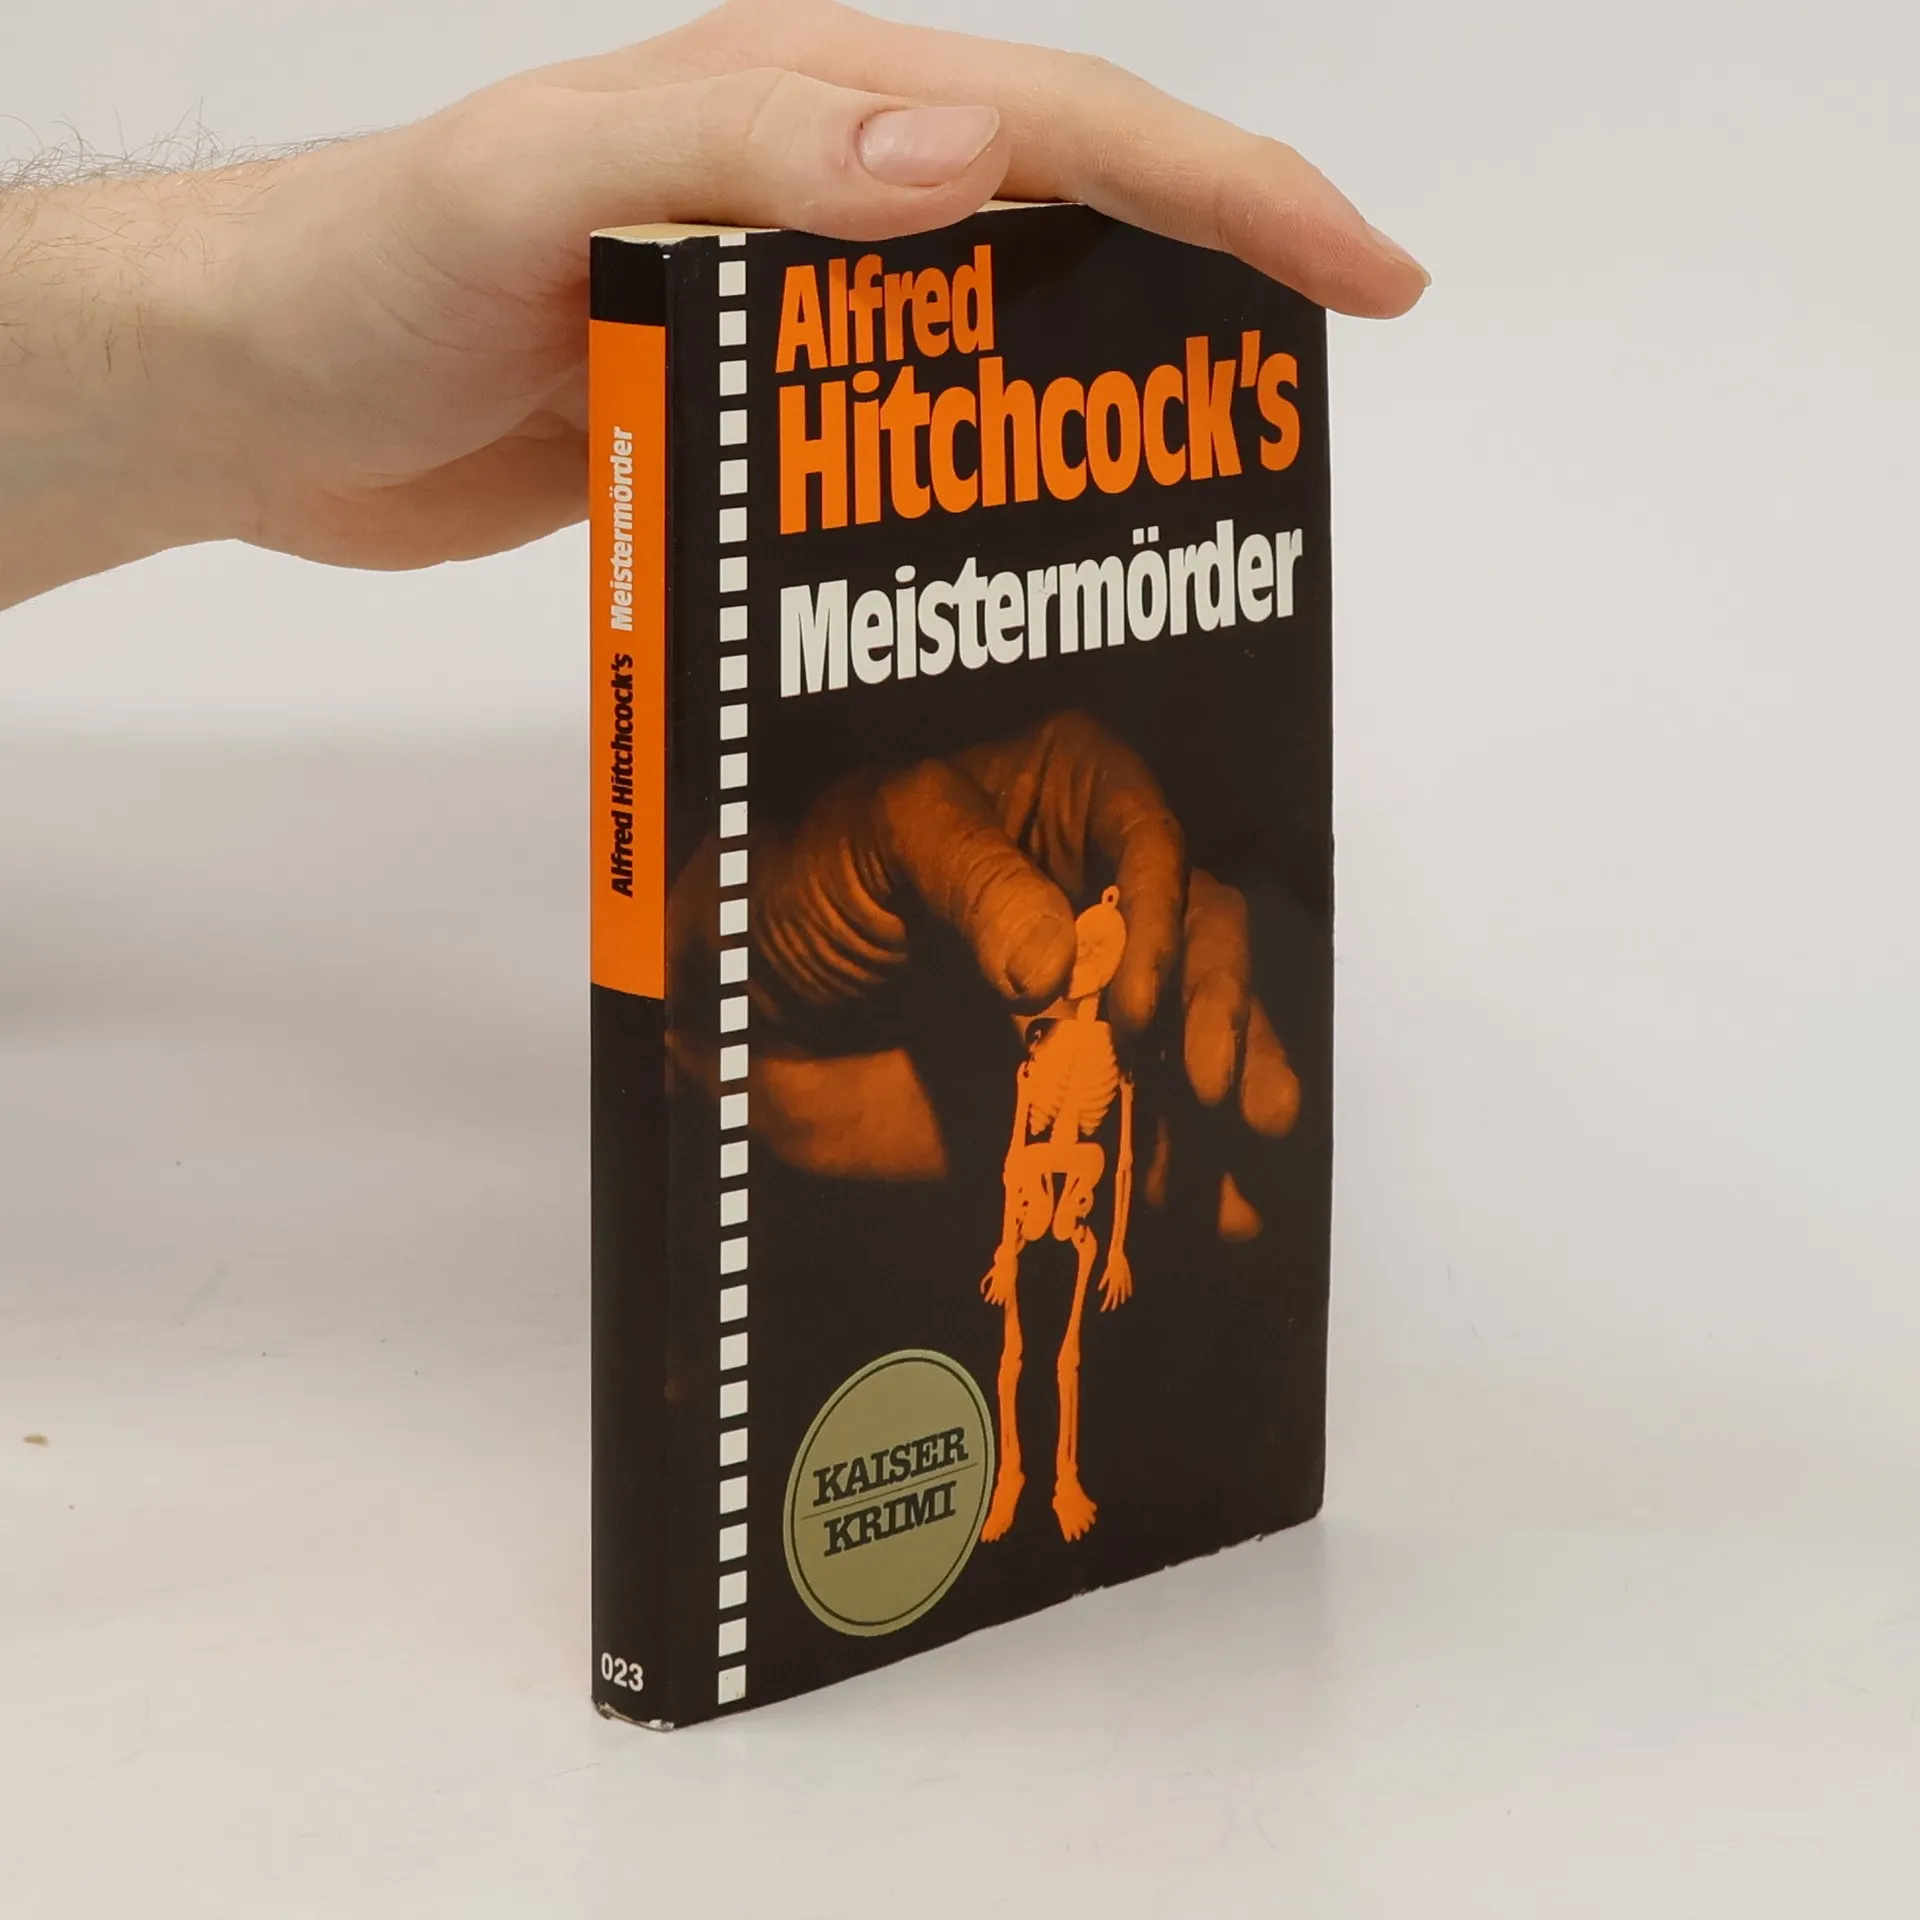 Alfred
Hitchcock's
Meistermörder
KAISER
KRIMI
Alfred Hitchcock's Meistermörder
023